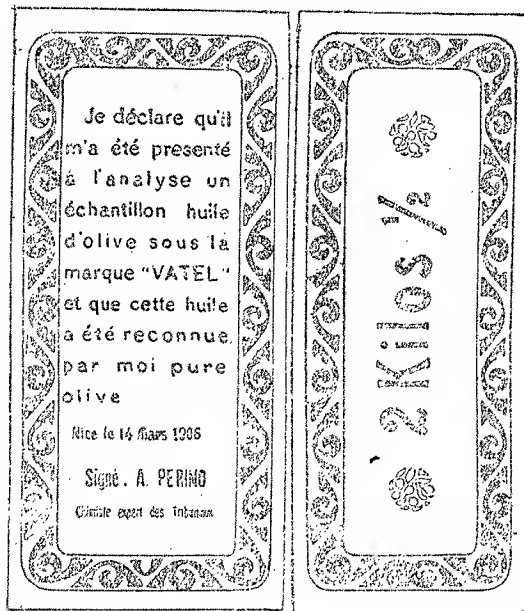 Je déclare qu'il
m'a été presenté
à l'analyse un
échantillon huile
d'olive sous la
marque "VATEL"
et que cette huile
a été reconnue
par moi pure
olive
Nice le 14 Mars 1906
Signé . A. PERINO
Chimiste expert des Tribunaux
2 Kilos 1/2